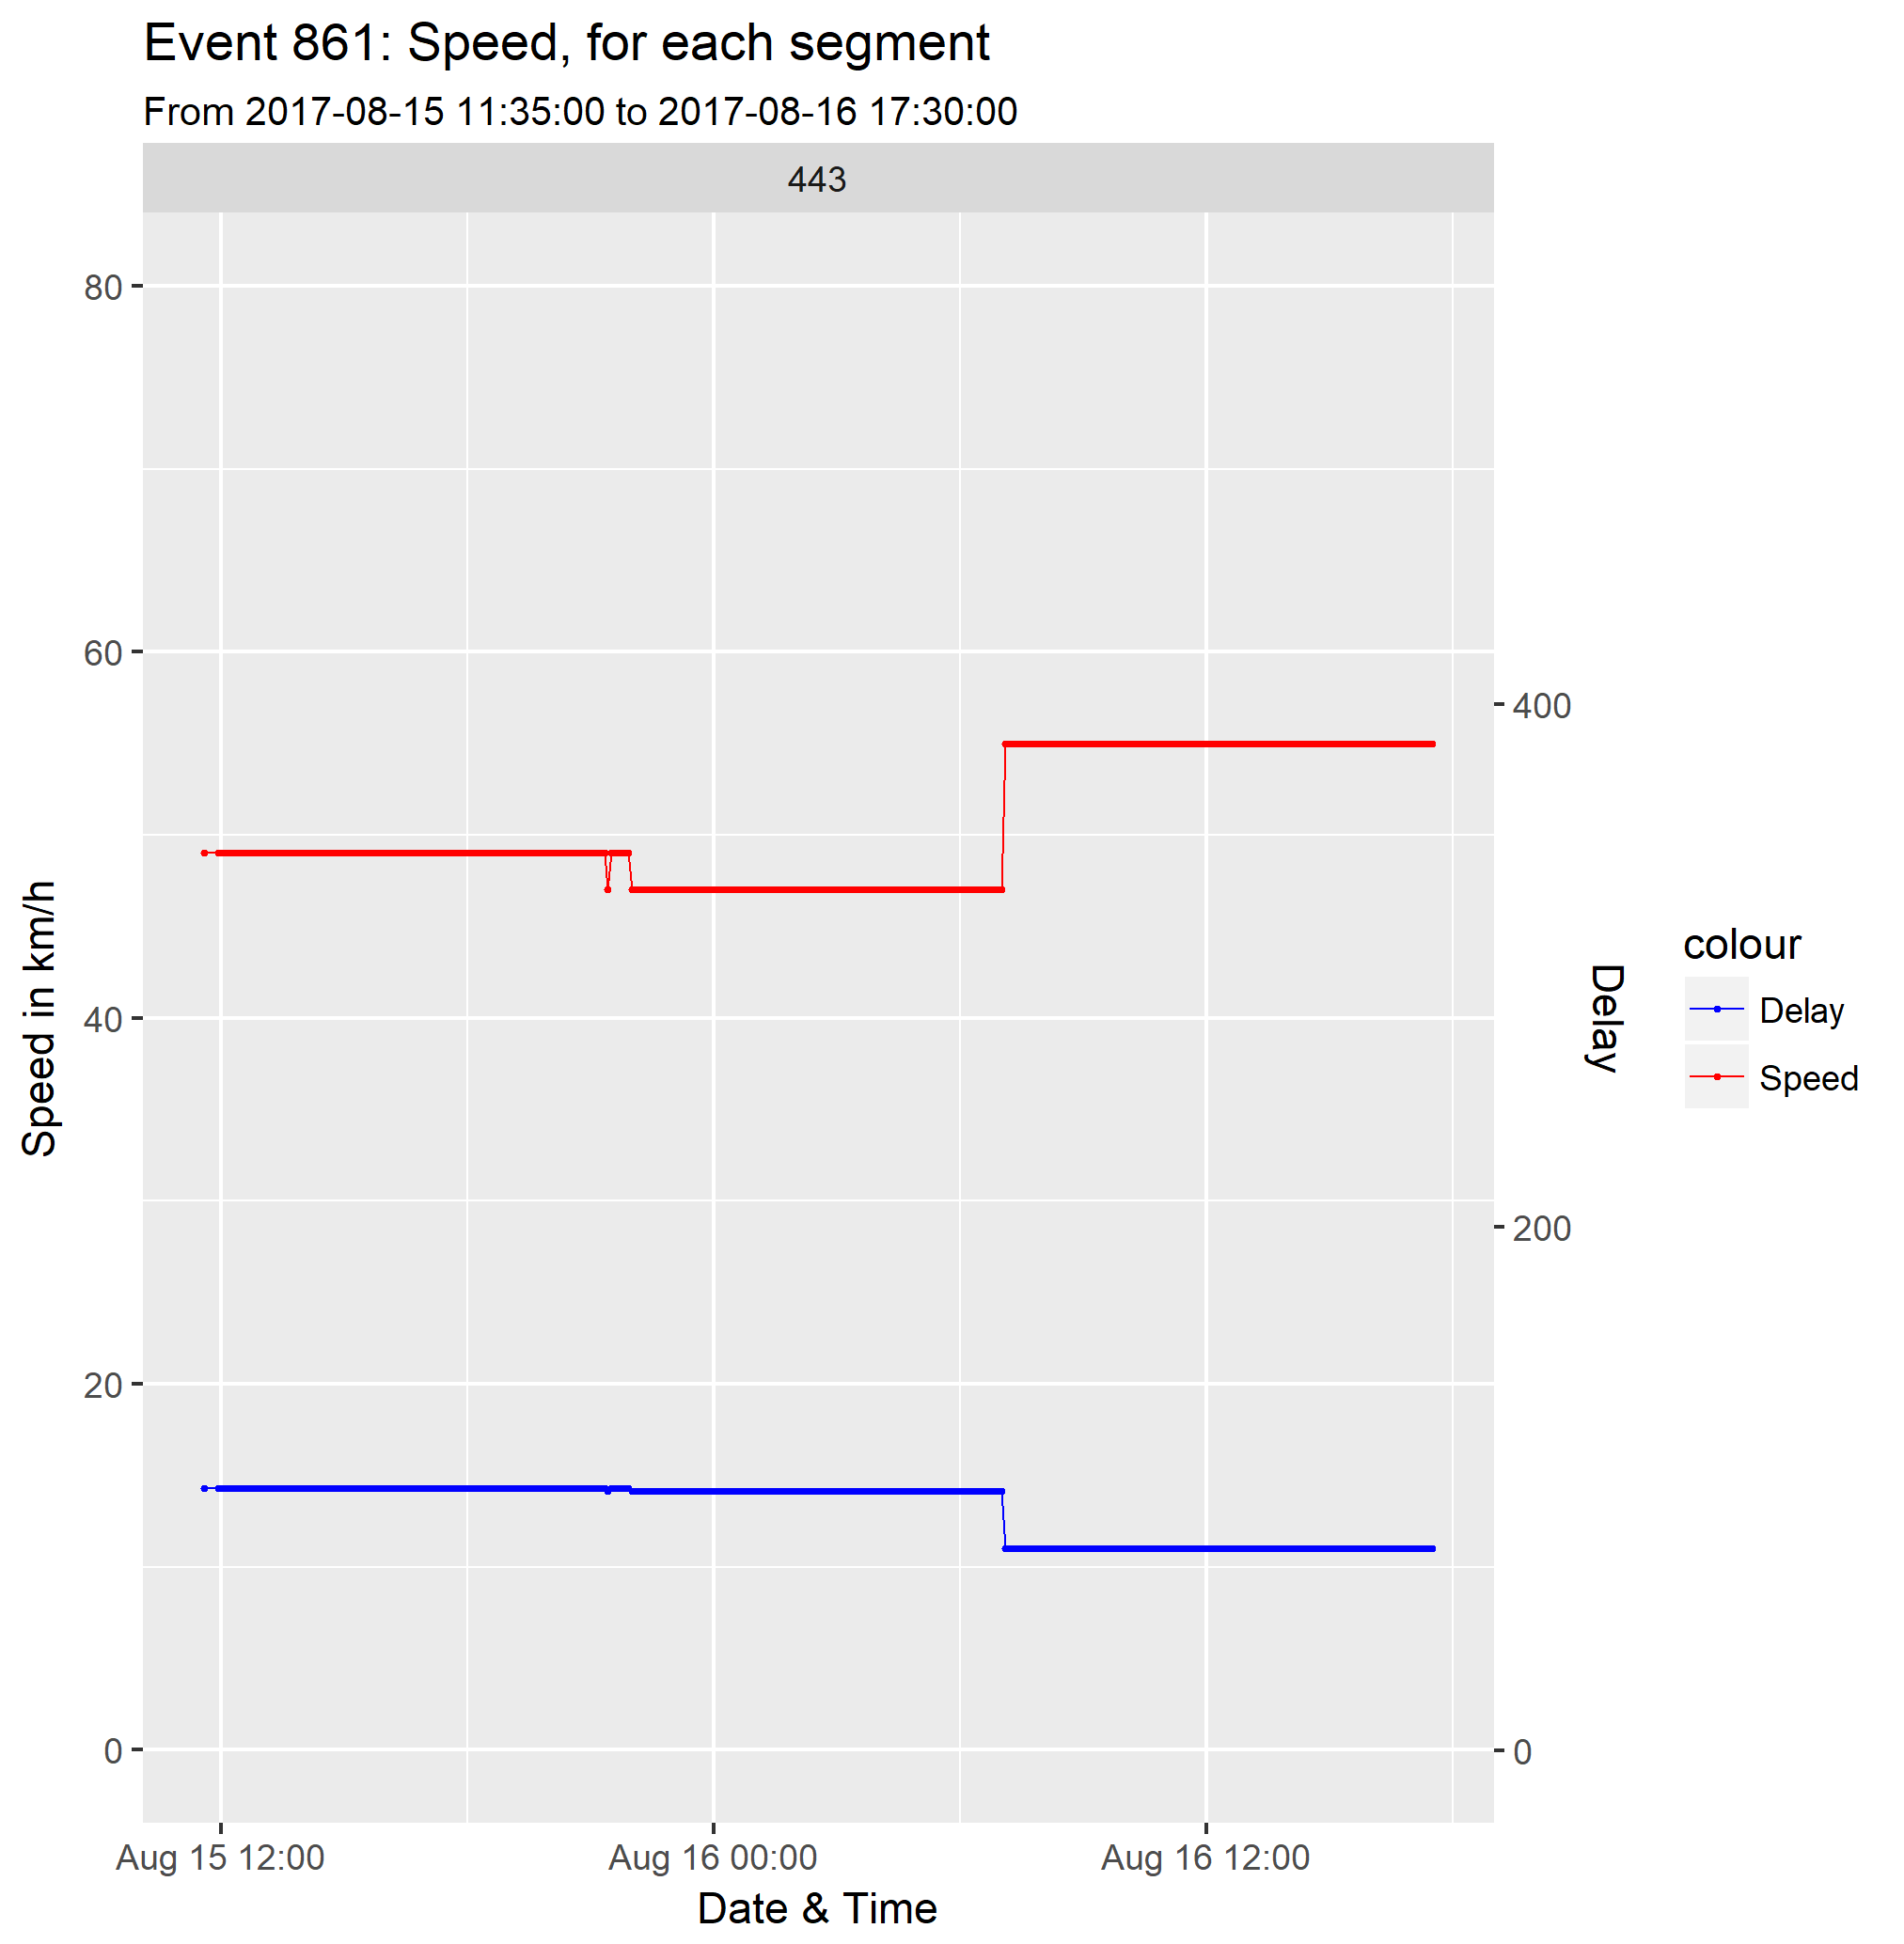 Event 861: Speed, for each segment
From 2017-08-15 11:35:00 to 2017-08-16 17:30:00
443
80
60
40
20
0
Speed in km/h
400
200
0
Delay
Aug 15 12:00
Aug 16 00:00
Aug 16 12:00
Date & Time
colour
Delay
Speed